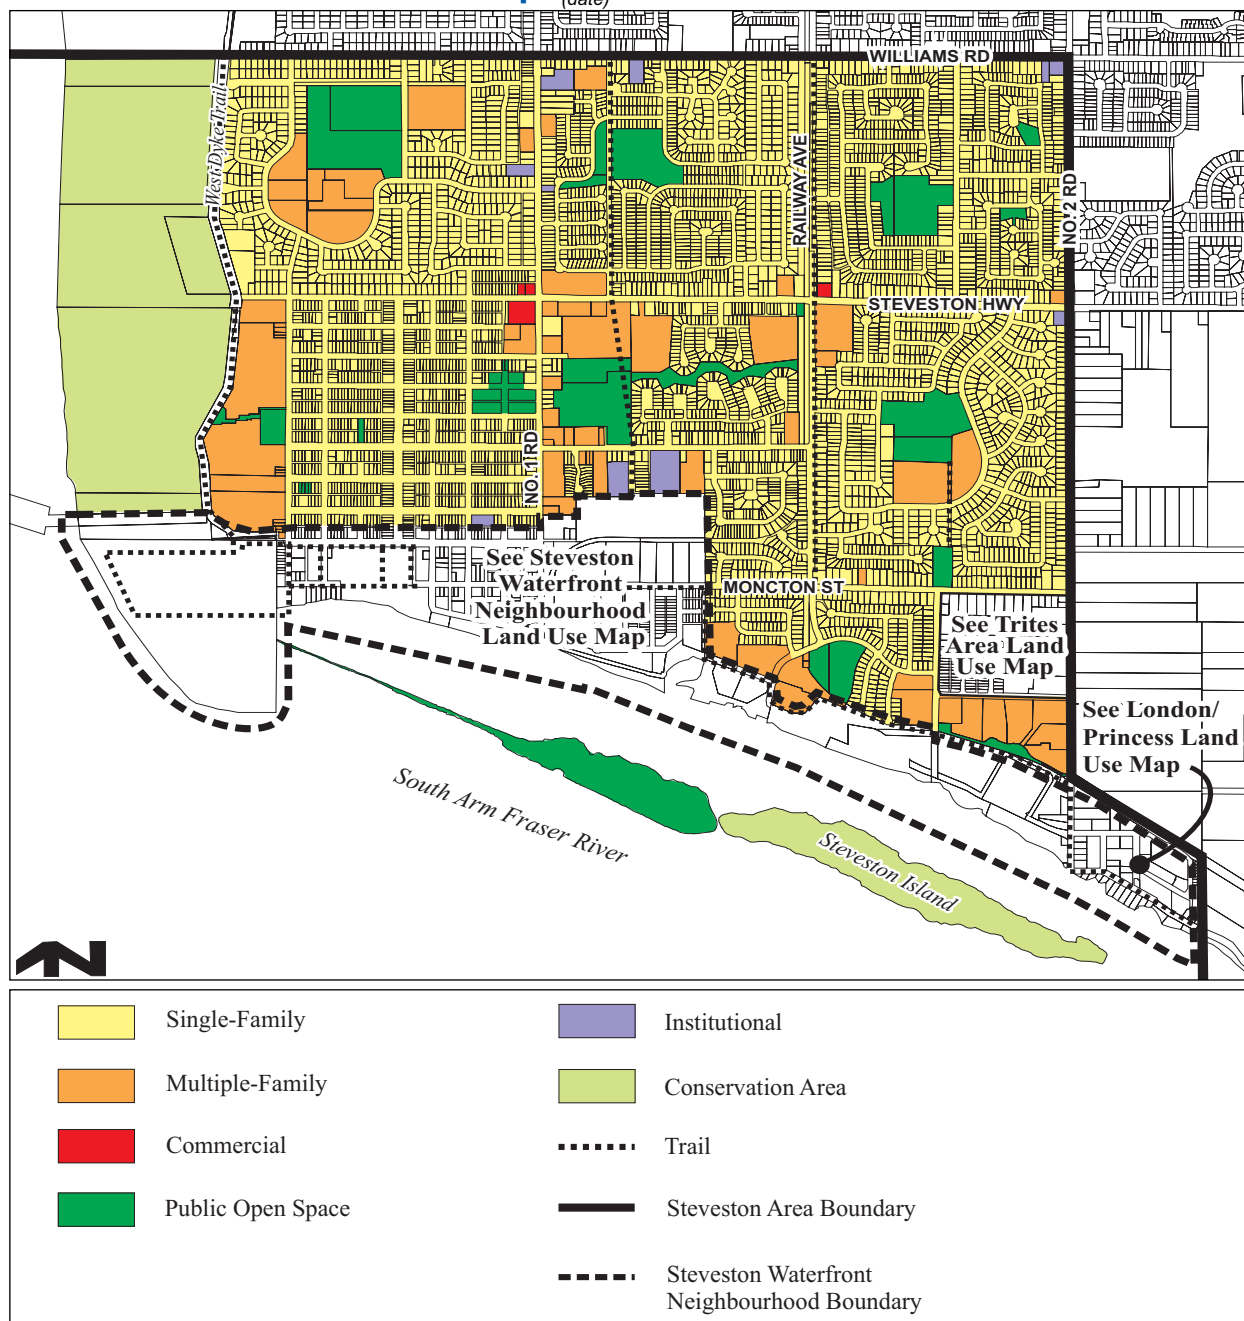 (date)
WILLIAMS RD
West Dyke Trail
RAILWAY AVE
NO. 2 RD
STEVESTON HWY
NO. 1 RD
See Steveston
Waterfront
Neighbourhood
Land Use Map
MONCTON ST
See Trites
Area Land
Use Map
See London/
Princess Land
Use Map
South Arm Fraser River
Steveston Island
Single-Family
Multiple-Family
Commercial
Public Open Space
Institutional
Conservation Area
Trail
Steveston Area Boundary
Steveston Waterfront
Neighbourhood Boundary